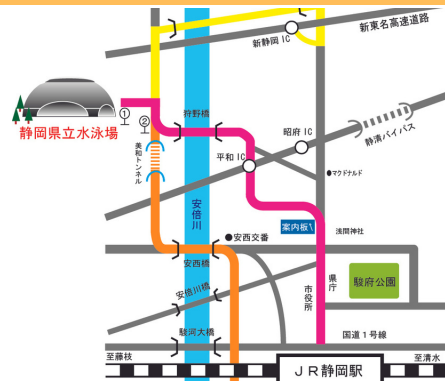 新東名高速道路
新静岡 IC
①
②
静岡県立水泳場
狩野橋
昭府 IC
静清バイパス
美和トンネル
平和 IC
●マクドナルド
安倍川
案内板
浅間神社
●安西交番
安西橋
県庁
駿府公園
市役所
安倍川橋
駿河大橋
国道1号線
至藤枝
至清水
JR静岡駅